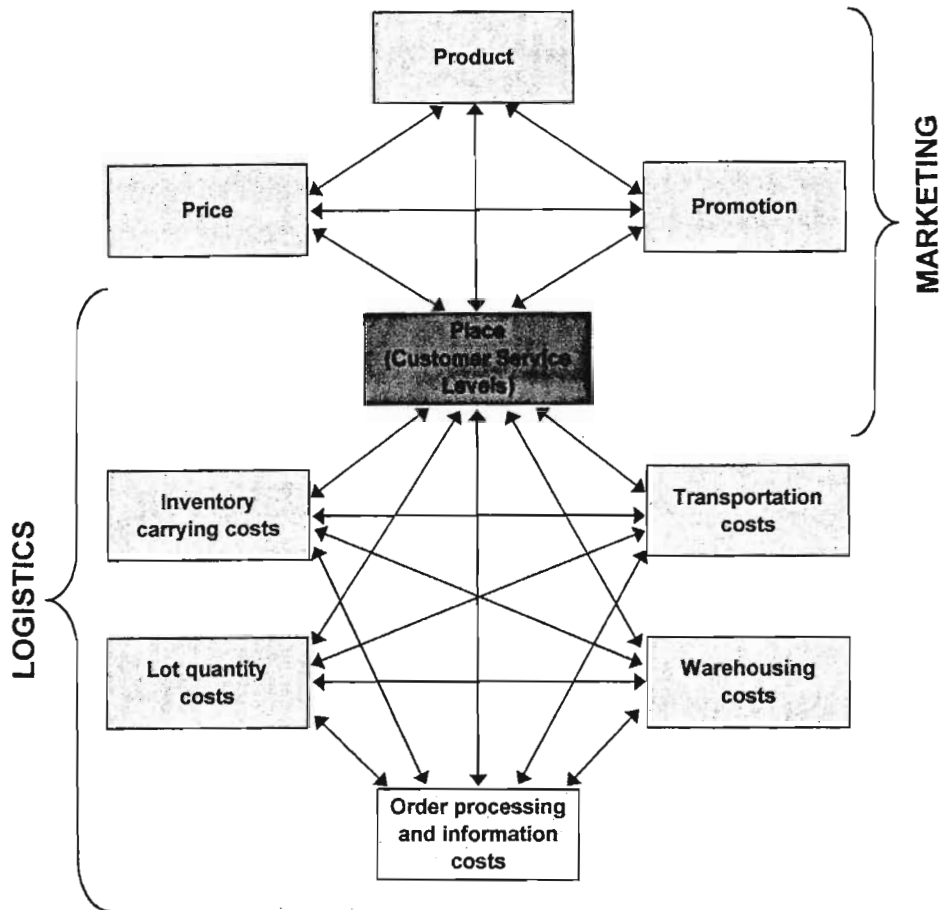 Product
Price
Promotion
MARKETING
Place
(Customer Service
Levels)
Inventory
carrying costs
Transportation
costs
LOGISTICS
Lot quantity
costs
Warehousing
costs
Order processing
and information
costs